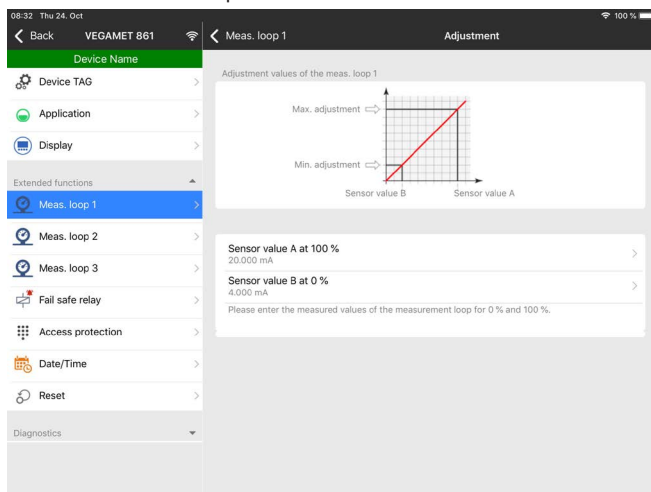 08:32 Thu 24. Oct
100 %
Back
VEGAMET 861
Meas. loop 1
Adjustment
Device Name
Device TAG
Application
Display
Extended functions
Meas. loop 1
Meas. loop 2
Meas. loop 3
Fail safe relay
Access protection
Date/Time
Reset
Diagnostics
Adjustment values of the meas. loop 1
Max. adjustment
Min. adjustment
Sensor value B
Sensor value A
Sensor value A at 100 %
20.000 mA
Sensor value B at 0 %
4.000 mA
Please enter the measured values of the measurement loop for 0 % and 100 %.